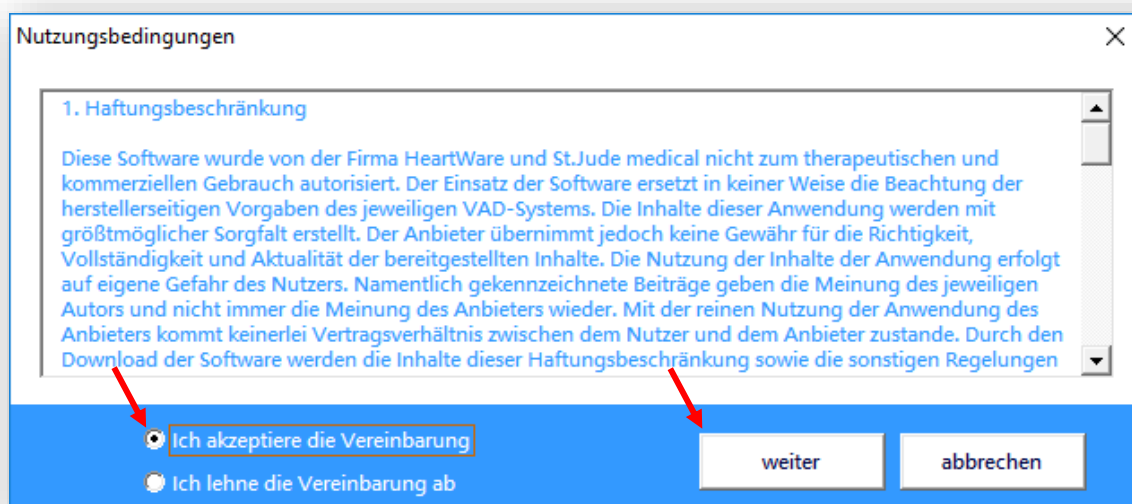 Nutzungsbedingungen
1. Haftungsbeschränkung
Diese Software wurde von der Firma HeartWare und St.Jude medical nicht zum therapeutischen und
kommerziellen Gebrauch autorisiert. Der Einsatz der Software ersetzt in keiner Weise die Beachtung der
herstellerseitigen Vorgaben des jeweiligen VAD-Systems. Die Inhalte dieser Anwendung werden mit
größtmöglicher Sorgfalt erstellt. Der Anbieter übernimmt jedoch keine Gewähr für die Richtigkeit,
Vollständigkeit und Aktualität der bereitgestellten Inhalte. Die Nutzung der Inhalte der Anwendung erfolgt
auf eigene Gefahr des Nutzers. Namentlich gekennzeichnete Beiträge geben die Meinung des jeweiligen
Autors und nicht immer die Meinung des Anbieters wieder. Mit der reinen Nutzung der Anwendung des
Anbieters kommt keinerlei Vertragsverhältnis zwischen dem Nutzer und dem Anbieter zustande. Durch den
Download der Software werden die Inhalte dieser Haftungsbeschränkung sowie die sonstigen Regelungen
Ich akzeptiere die Vereinbarung
Ich lehne die Vereinbarung ab
weiter
abbrechen